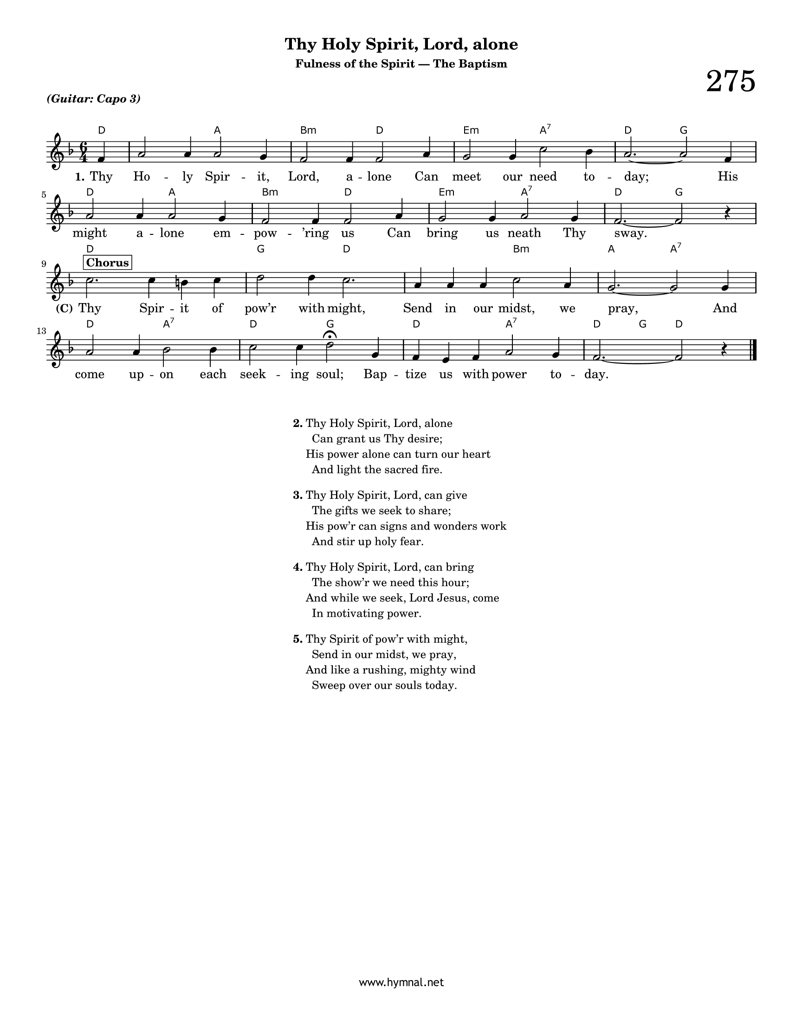 Thy Holy Spirit, Lord, alone
Fulness of the Spirit — The Baptism
275
(Guitar: Capo 3)
D A Bm D Em A7 D G
6
4
1. Thy Ho - ly Spir - it, Lord, a - lone Can meet our need to - day; His
5
D A Bm D Em A7 D G
might a - lone em - pow - 'ring us Can bring us neath Thy sway.
D G D Bm A A7
9
Chorus
(C) Thy Spir - it of pow'r with might, Send in our midst, we pray, And
13
D A7 D G D A7 D G D
come up - on each seek - ing soul; Bap - tize us with power to - day.
2. Thy Holy Spirit, Lord, alone
Can grant us Thy desire;
His power alone can turn our heart
And light the sacred fire.
3. Thy Holy Spirit, Lord, can give
The gifts we seek to share;
His pow'r can signs and wonders work
And stir up holy fear.
4. Thy Holy Spirit, Lord, can bring
The show'r we need this hour;
And while we seek, Lord Jesus, come
In motivating power.
5. Thy Spirit of pow'r with might,
Send in our midst, we pray,
And like a rushing, mighty wind
Sweep over our souls today.
www.hymnal.net